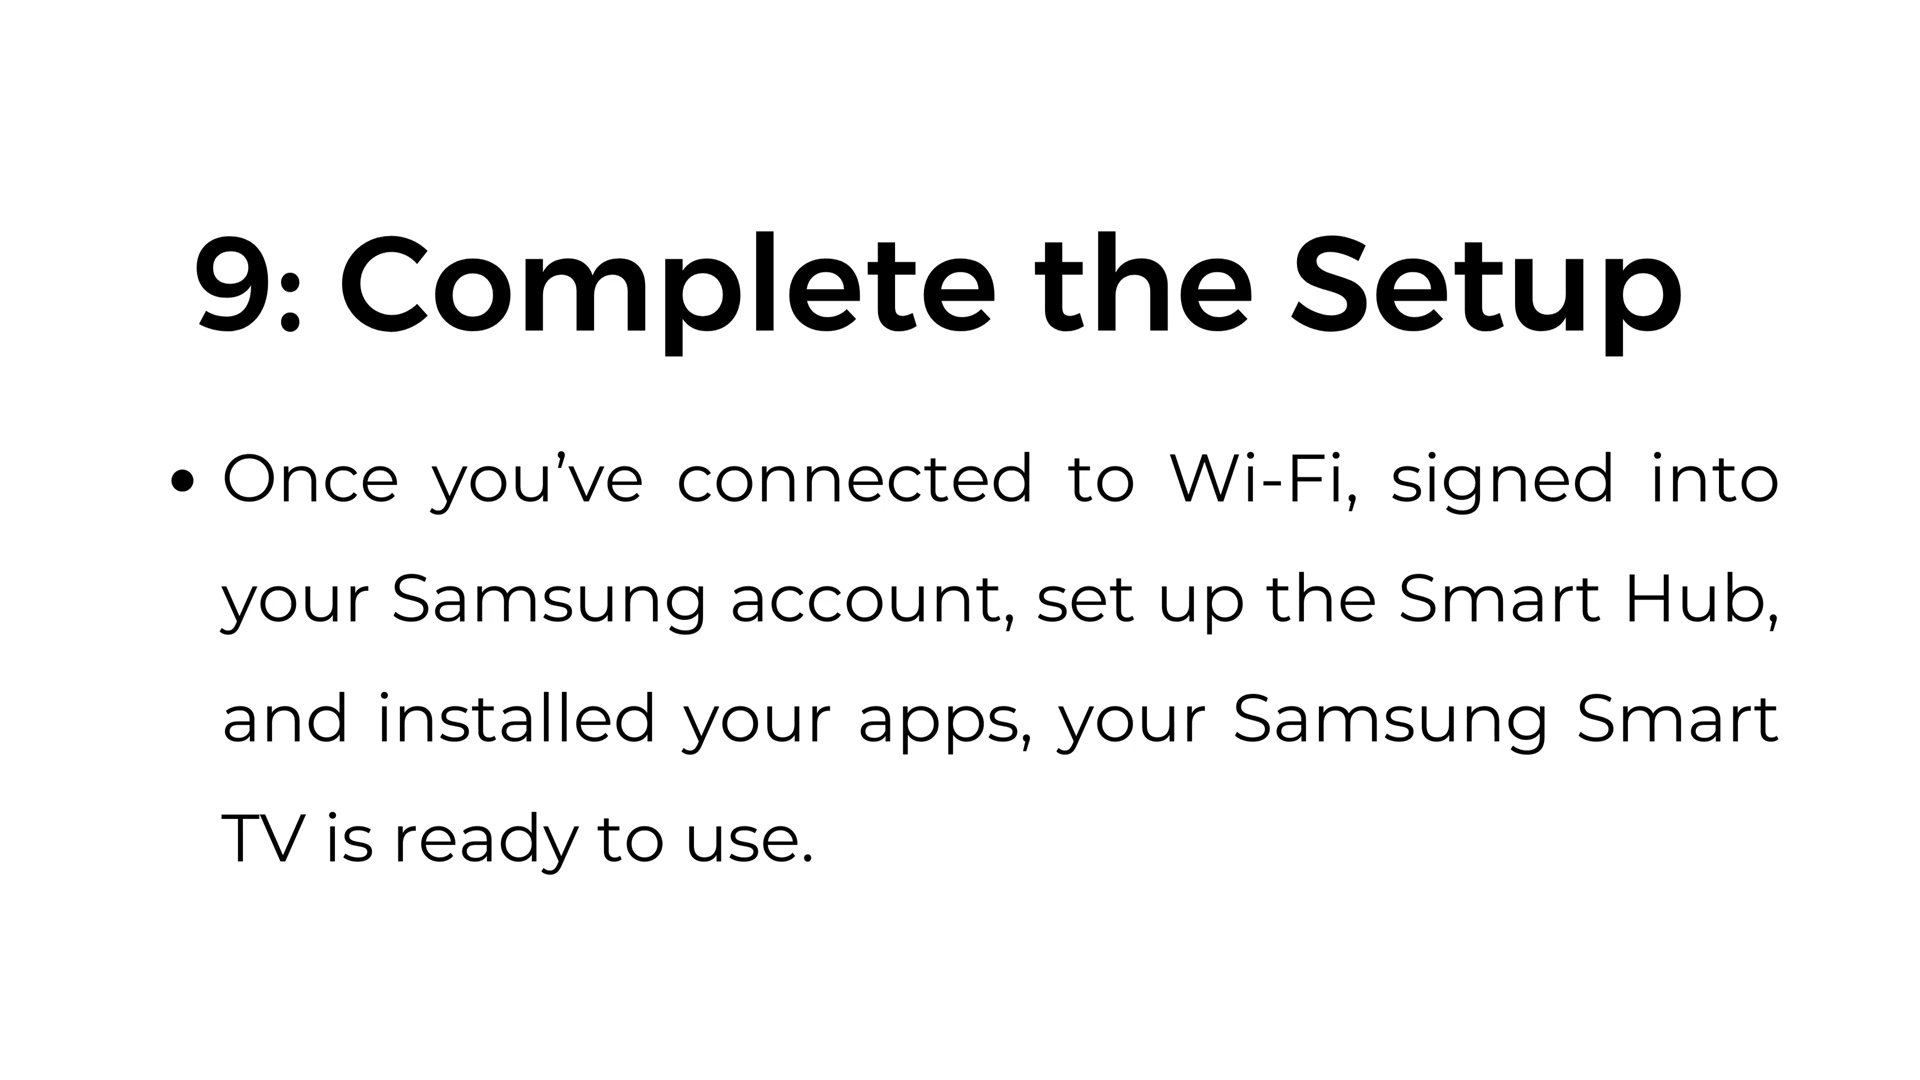 9: Complete the Setup
• Once you’ve connected to Wi-Fi, signed into
your Samsung account, set up the Smart Hub,
and installed your apps, your Samsung Smart
TV is ready to use.